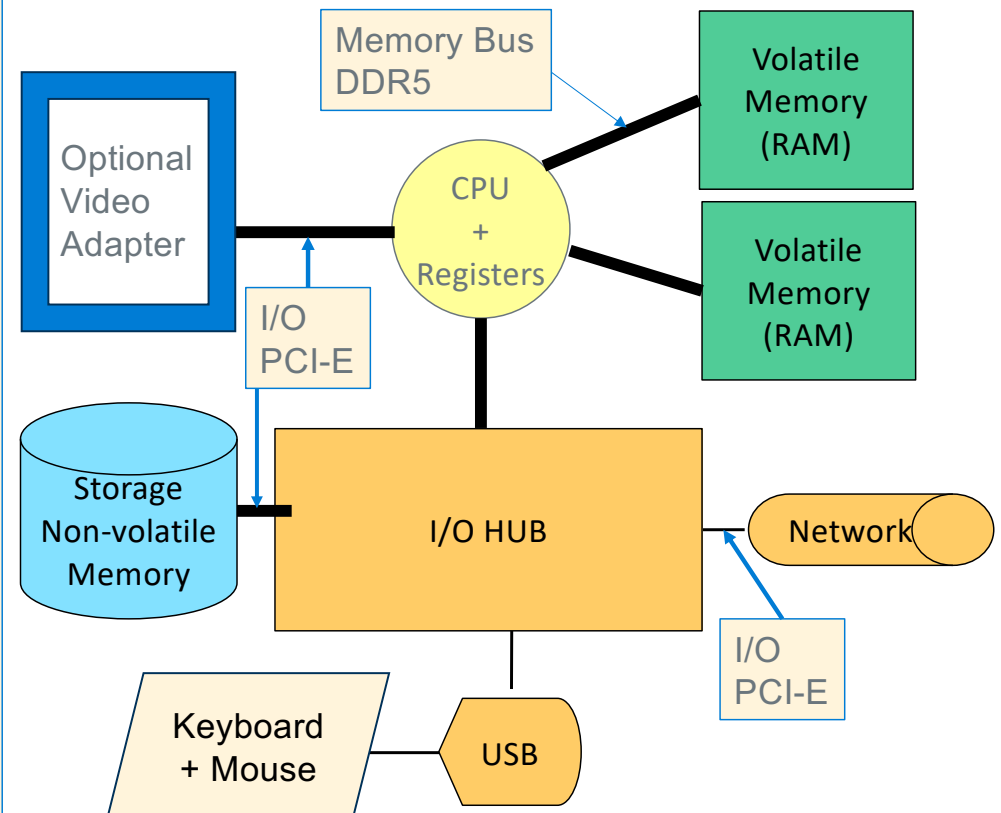 Memory Bus
DDR5
Volatile
Memory
(RAM)
Optional
Video
Adapter
CPU
+
Registers
Volatile
Memory
(RAM)
I/O
PCI-E
Storage
Non-volatile
Memory
I/O HUB
Network
I/O
PCI-E
Keyboard
+ Mouse
USB